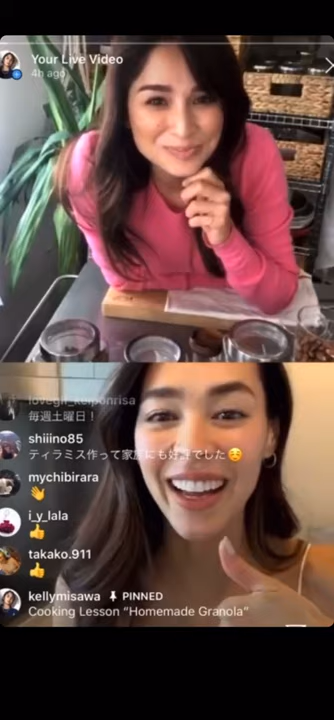 Your Live Video
4h ago
lovegif_keiponrisa
毎週土曜日！
shiiino85
ティラミス作って家族にも好評でした☺️
mychibirara
👋
i_y_lala
👍
takako.911
👍
kellymisawa 📌 PINNED
Cooking Lesson “Homemade Granola”